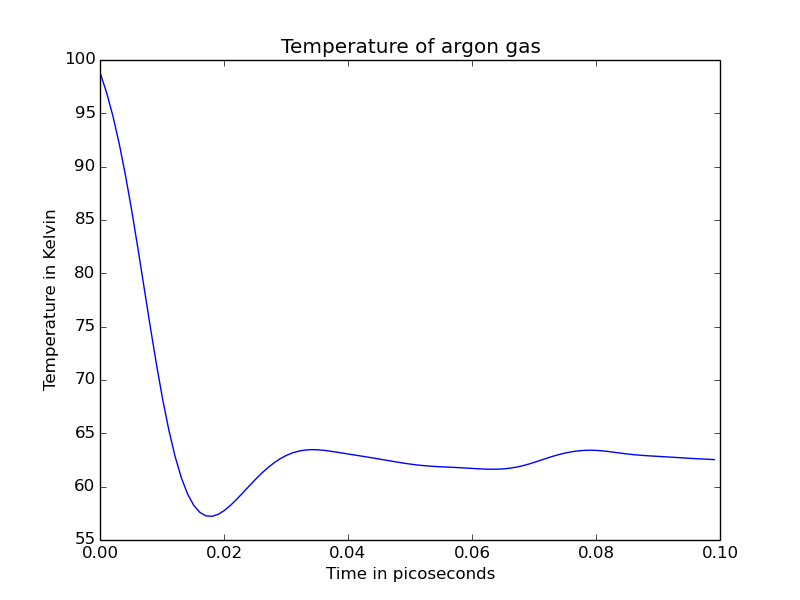 Temperature of argon gas
Temperature in Kelvin
100
95
90
85
80
75
70
65
60
55
0.00 0.02 0.04 0.06 0.08 0.10
Time in picoseconds